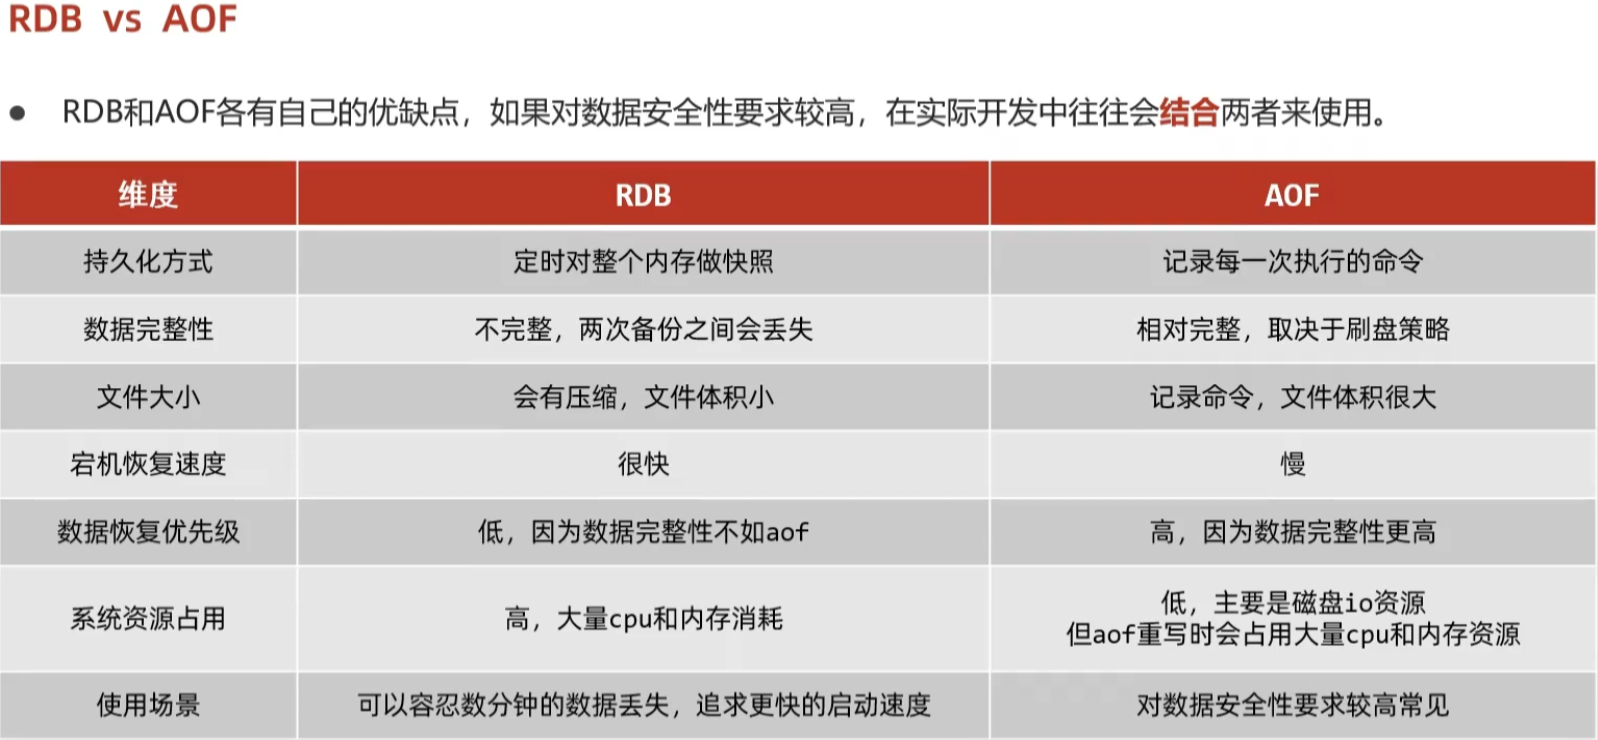 RDB vs AOF
● RDB和AOF各有自己的优缺点，如果对数据安全性要求较高，在实际开发中往往会结合两者来使用。
维度 RDB AOF
持久化方式 定时对整个内存做快照 记录每一次执行的命令
数据完整性 不完整，两次备份之间会丢失 相对完整，取决于刷盘策略
文件大小 会有压缩，文件体积小 记录命令，文件体积很大
宕机恢复速度 很快 慢
数据恢复优先级 低，因为数据完整性不如aof 高，因为数据完整性更高
系统资源占用 高，大量cpu和内存消耗 低，主要是磁盘io资源
但aof重写时会占用大量cpu和内存资源
使用场景 可以容忍数分钟的数据丢失，追求更快的启动速度 对数据安全性要求较高常见